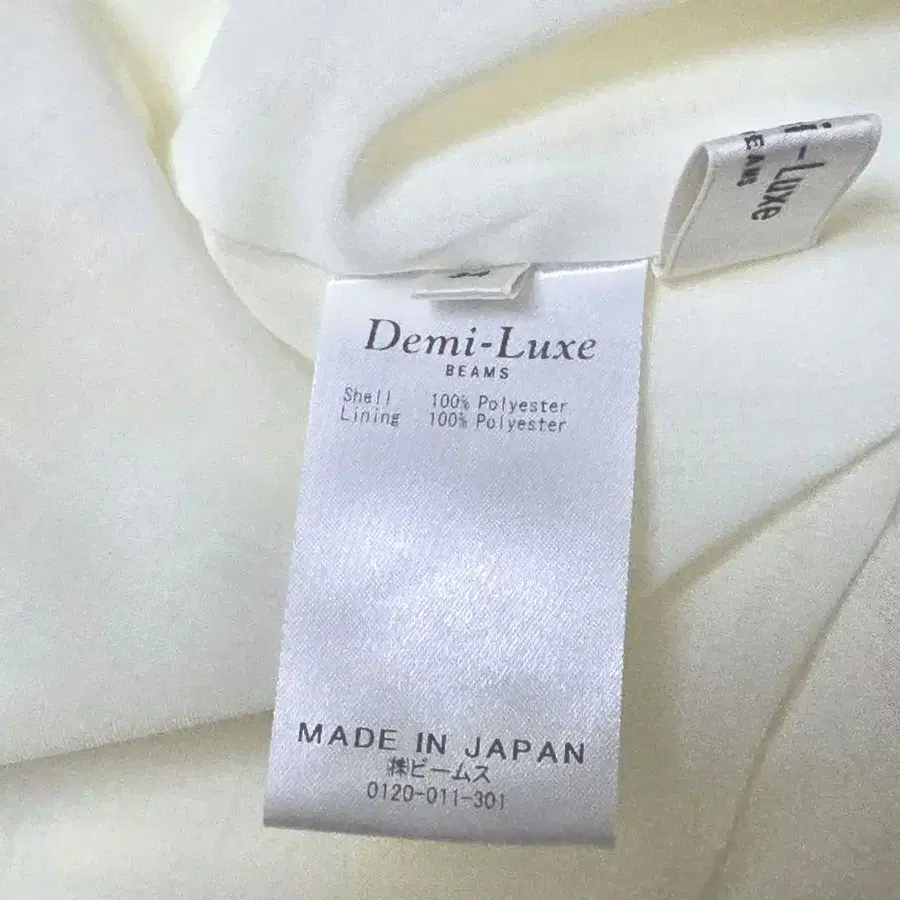 Demi-Luxe
BEAMS
Shell 100% Polyester
Lining 100% Polyester
MADE IN JAPAN
㈱ビームス
0120-011-301
-Luxe
EAMS